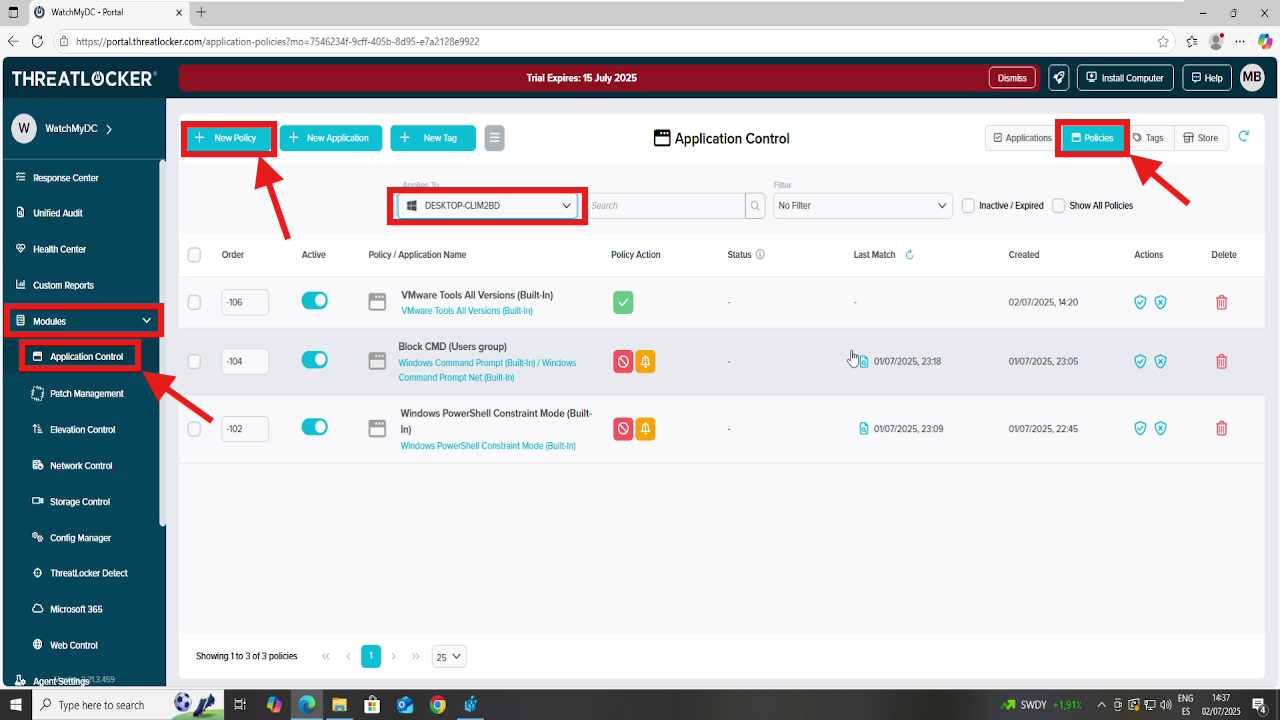 WatchMyDC - Portal
https://portal.threatlocker.com/application-policies?mo=7546234f-9cff-405b-8d95-e7a2128e9922
THREATLOCKER®
Trial Expires: 15 July 2025
Dismiss
Install Computer
Help
MB
W
WatchMyDC
Response Center
Unified Audit
Health Center
Custom Reports
Modules
Application Control
Patch Management
Elevation Control
Network Control
Storage Control
Config Manager
ThreatLocker Detect
Microsoft 365
Web Control
Agent Settings
New Policy
New Application
New Tag
Application Control
Applications
Policies
Tags
Store
Applies To
DESKTOP-CLIM2BD
Search
Filter
No Filter
Inactive / Expired
Show All Policies
Order Active Policy / Application Name Policy Action Status Last Match Created Actions Delete
-106 VMware Tools All Versions (Built-In) - - 02/07/2025, 14:20
VMware Tools All Versions (Built-In)
Block CMD (Users group)
-104 Windows Command Prompt (Built-In) / Windows - 01/07/2025, 23:18 01/07/2025, 23:05
Command Prompt Net (Built-In)
Windows PowerShell Constraint Mode (Built-
-102 In) - 01/07/2025, 23:09 01/07/2025, 22:45
Windows PowerShell Constraint Mode (Built-In)
Showing 1 to 3 of 3 policies
1
25
Type here to search
SWDY +1,91%
ENG
ES
14:37
02/07/2025